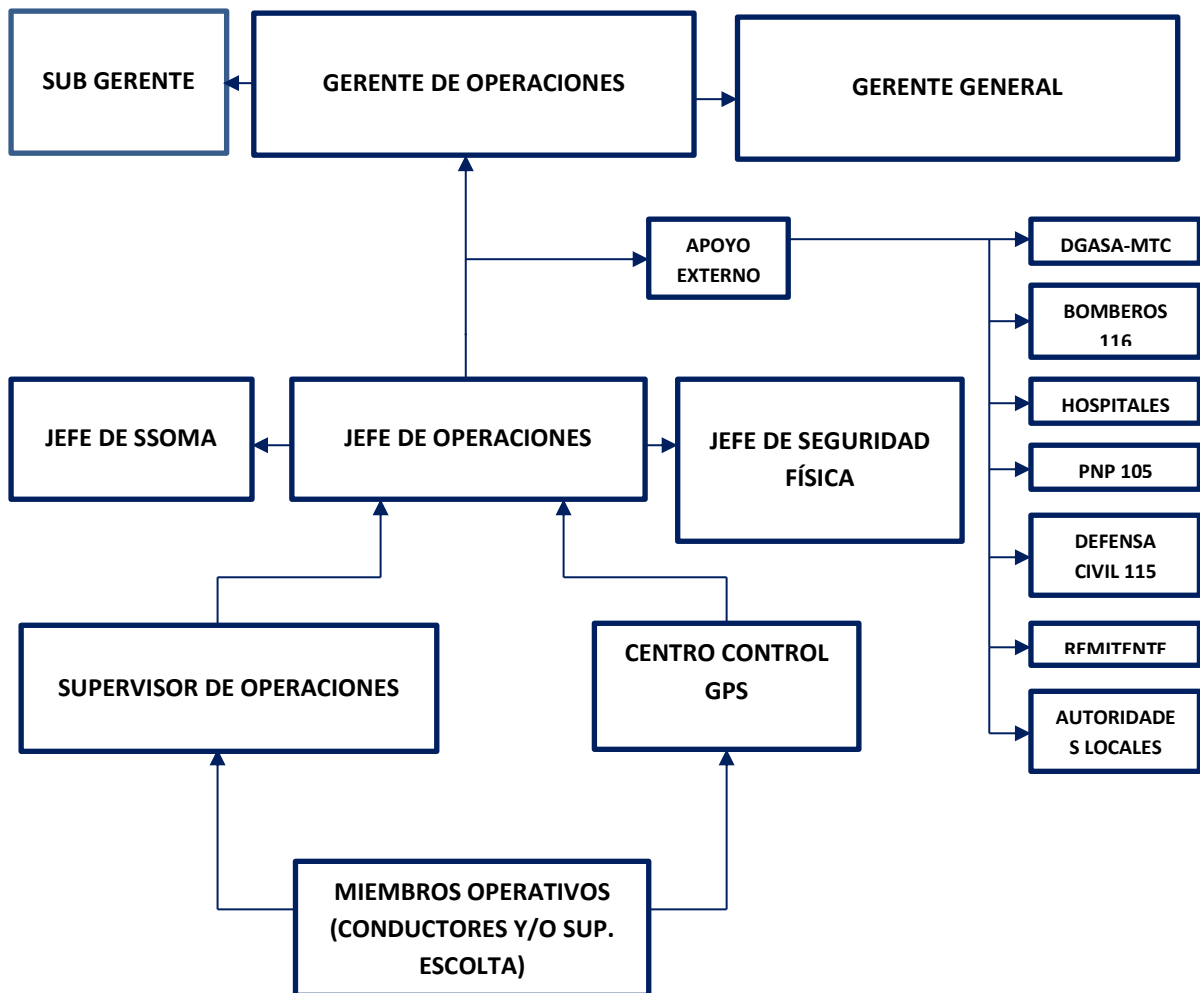 SUB GERENTE
GERENTE DE OPERACIONES
GERENTE GENERAL
APOYO
EXTERNO
DGASA-MTC
BOMBEROS
116
HOSPITALES
PNP 105
DEFENSA
CIVIL 115
REMITENTE
AUTORIDADE
S LOCALES
JEFE DE SSOMA
JEFE DE OPERACIONES
JEFE DE SEGURIDAD
FÍSICA
SUPERVISOR DE OPERACIONES
CENTRO CONTROL
GPS
MIEMBROS OPERATIVOS
(CONDUCTORES Y/O SUP.
ESCOLTA)